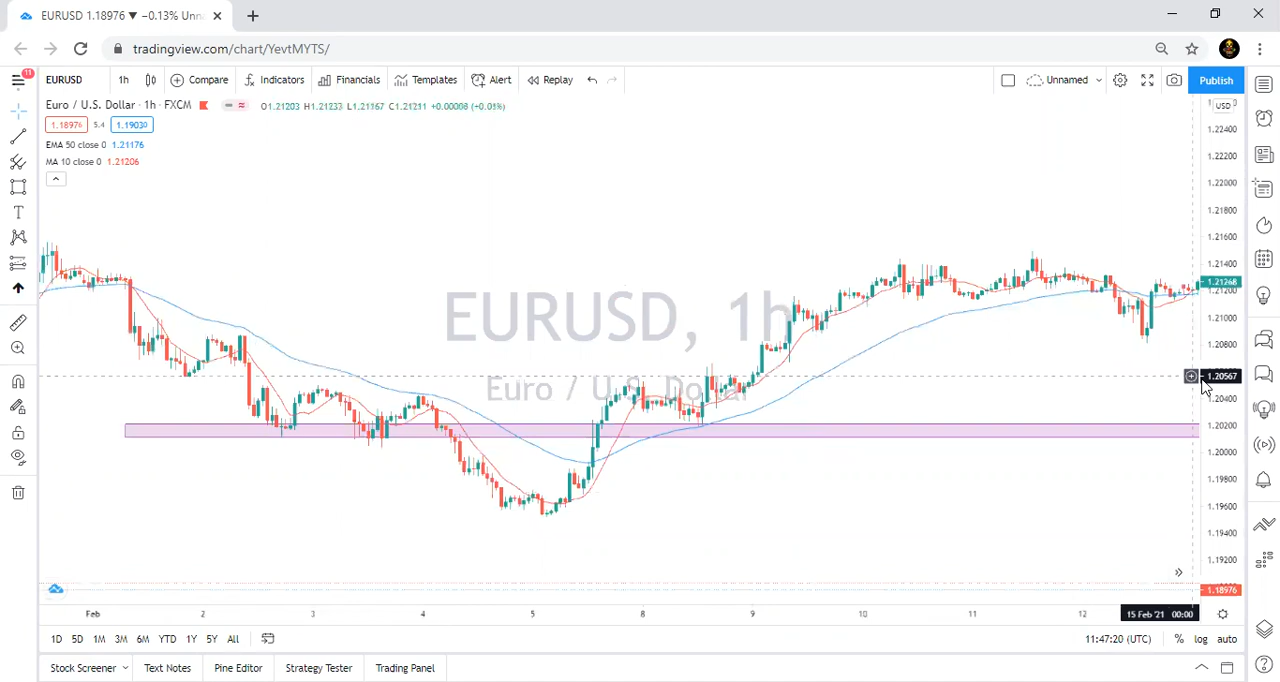 EURUSD 1.18976 ▼ −0.13% Unn
tradingview.com/chart/YevtMYTS/
11
EURUSD 1h Compare Indicators Financials Templates Alert Replay Unnamed Publish
Euro / U.S. Dollar · 1h · FXCM O1.21203 H1.21233 L1.21167 C1.21211 +0.00008 (+0.01%)
USD
1.18976 5.4 1.19030
EMA 50 close 0 1.21176
MA 10 close 0 1.21206
1.22400
1.22200
1.22000
1.21800
1.21600
1.21400
1.21268
1.21200
1.21000
1.20800
1.20567
1.20400
1.20200
1.20000
1.19800
1.19600
1.19400
1.19200
1.18976
EURUSD, 1h
Euro / U.S. Dollar
Feb 2 3 4 5 8 9 10 11 12 15 Feb '21 00:00
1D 5D 1M 3M 6M YTD 1Y 5Y All 11:47:20 (UTC) % log auto
Stock Screener Text Notes Pine Editor Strategy Tester Trading Panel